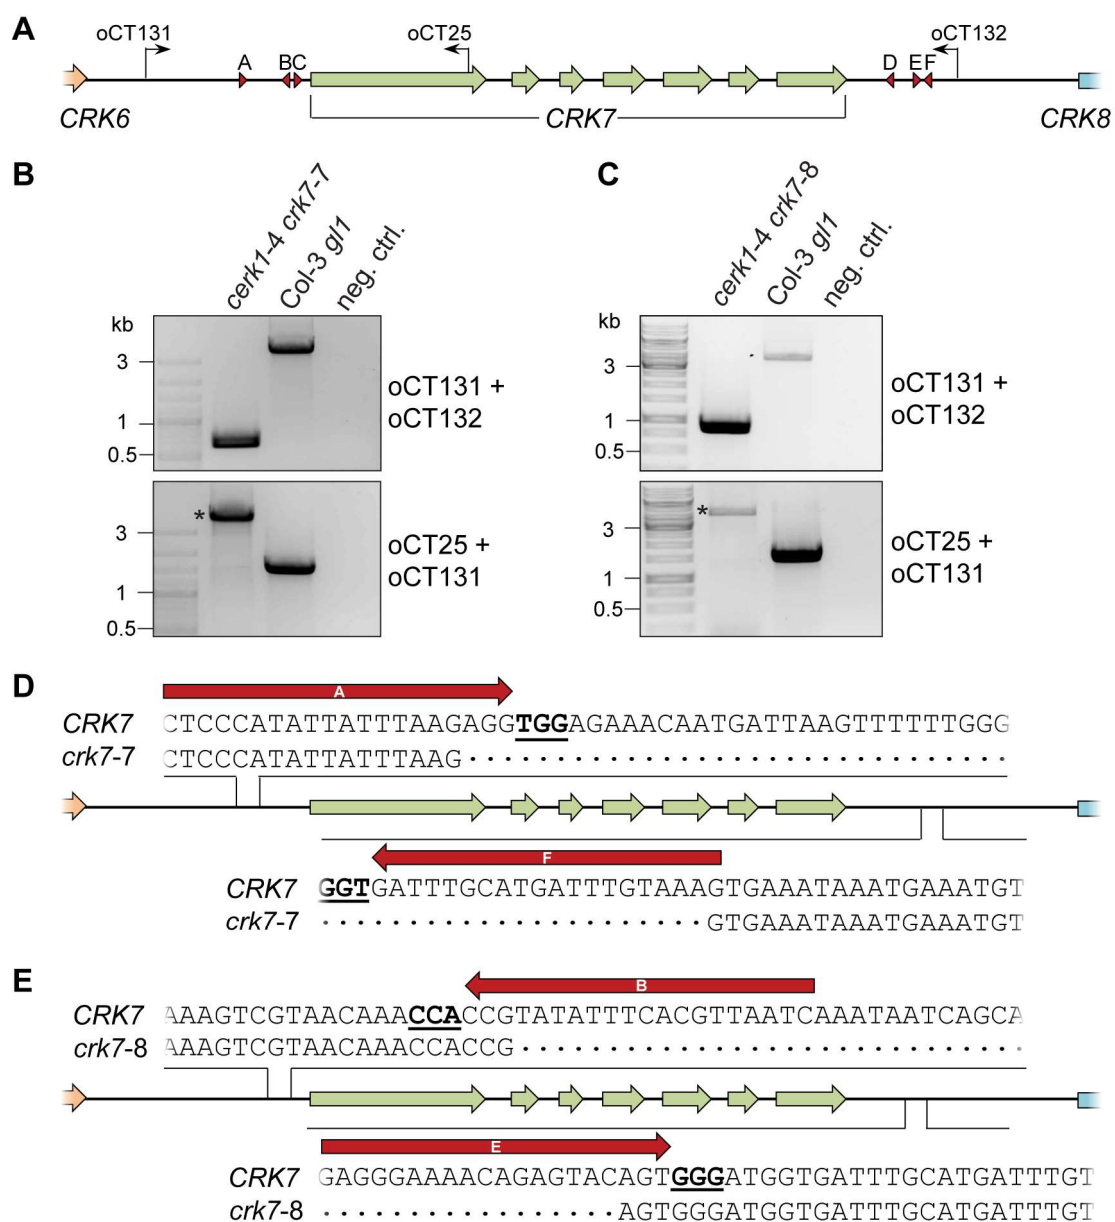 A
oCT131 oCT25 oCT132
A B C D E F
CRK6 CRK7 CRK8
B
cerk1-4 crk7-7
Col-3 gl1
neg. ctrl.
kb
3
1
0.5
oCT131 +
oCT132
*
3
1
0.5
oCT25 +
oCT131
C
cerk1-4 crk7-8
Col-3 gl1
neg. ctrl.
kb
3
1
0.5
oCT131 +
oCT132
*
3
1
0.5
oCT25 +
oCT131
D
A
CRK7 CTCCCATATTATTTAAGAGGTGGAGAAACAATGATTAAGTTTTTTGGG
crk7-7 CTCCCATATTATTTAAG · · · · · · · · · · · · · · · · · · · · · · · · · · · · · · ·
F
CRK7 GGTGATTTGCATGATTTGTAAAGTGAAATAAATGAAATGT
crk7-7 · · · · · · · · · · · · · · · · · · · · · · GTGAAATAAATGAAATGT
E
B
CRK7 AAAGTCGTAACAAACCACCGTATATTTCACGTTAATCAAATAATCAGCA
crk7-8 AAAGTCGTAACAAACCACCG · · · · · · · · · · · · · · · · · · · · · · · · · · · · ·
E
CRK7 GAGGGAAAACAGAGTACAGTGGGATGGTGATTTGCATGATTTGT
crk7-8 · · · · · · · · · · · · · · · · · AGTGGGATGGTGATTTGCATGATTTGT